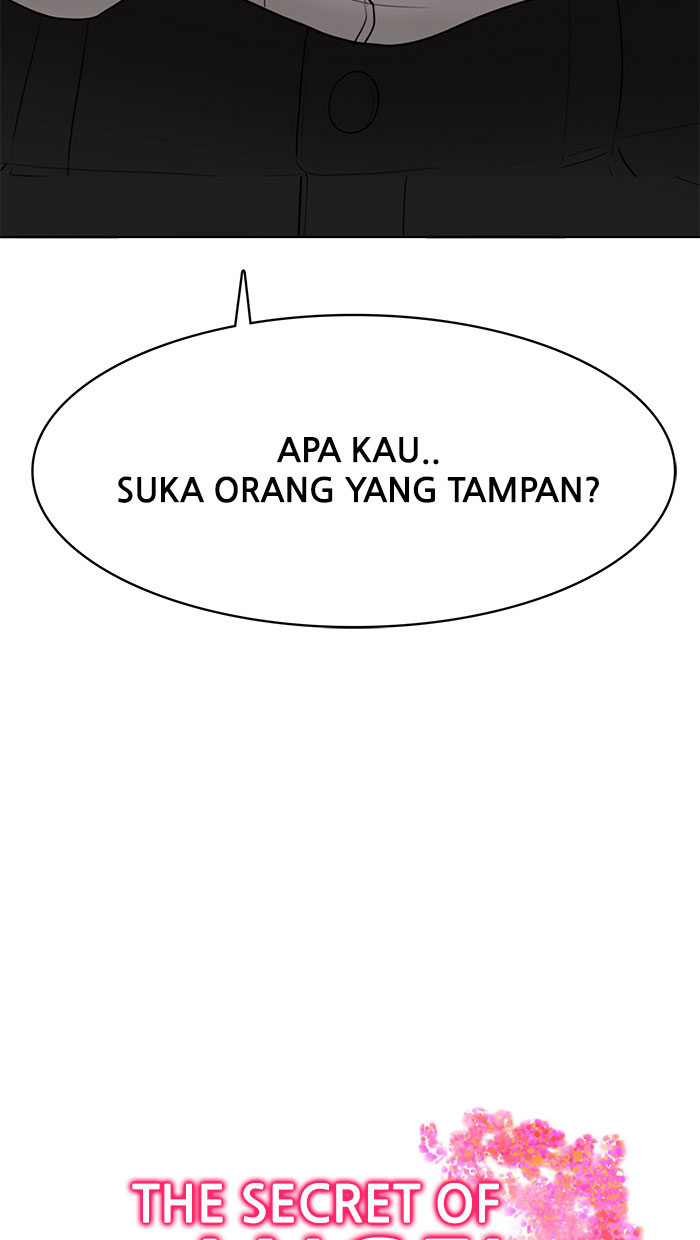 APA KAU..
SUKA ORANG YANG TAMPAN?
THE SECRET OF